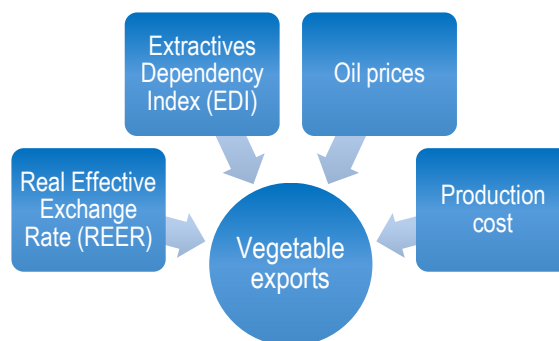 Extractives
Dependency
Index (EDI)
Oil prices
Real Effective
Exchange
Rate (REER)
Production
cost
Vegetable
exports